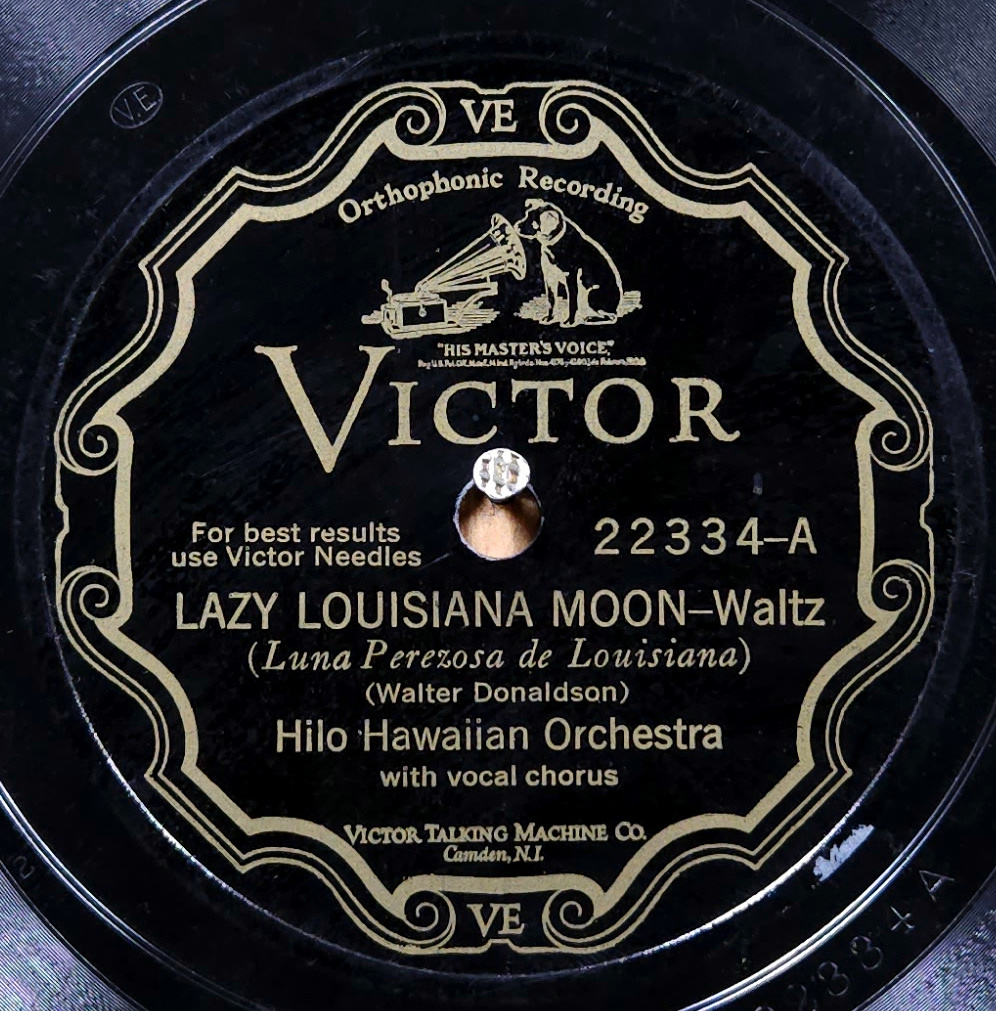 V.E.
VE
Orthophonic Recording
"HIS MASTER'S VOICE"
VICTOR
For best results
use Victor Needles
22334-A
LAZY LOUISIANA MOON-Waltz
(Luna Perezosa de Louisiana)
(Walter Donaldson)
Hilo Hawaiian Orchestra
with vocal chorus
VICTOR TALKING MACHINE CO.
Camden, N.J.
VE
22334 A